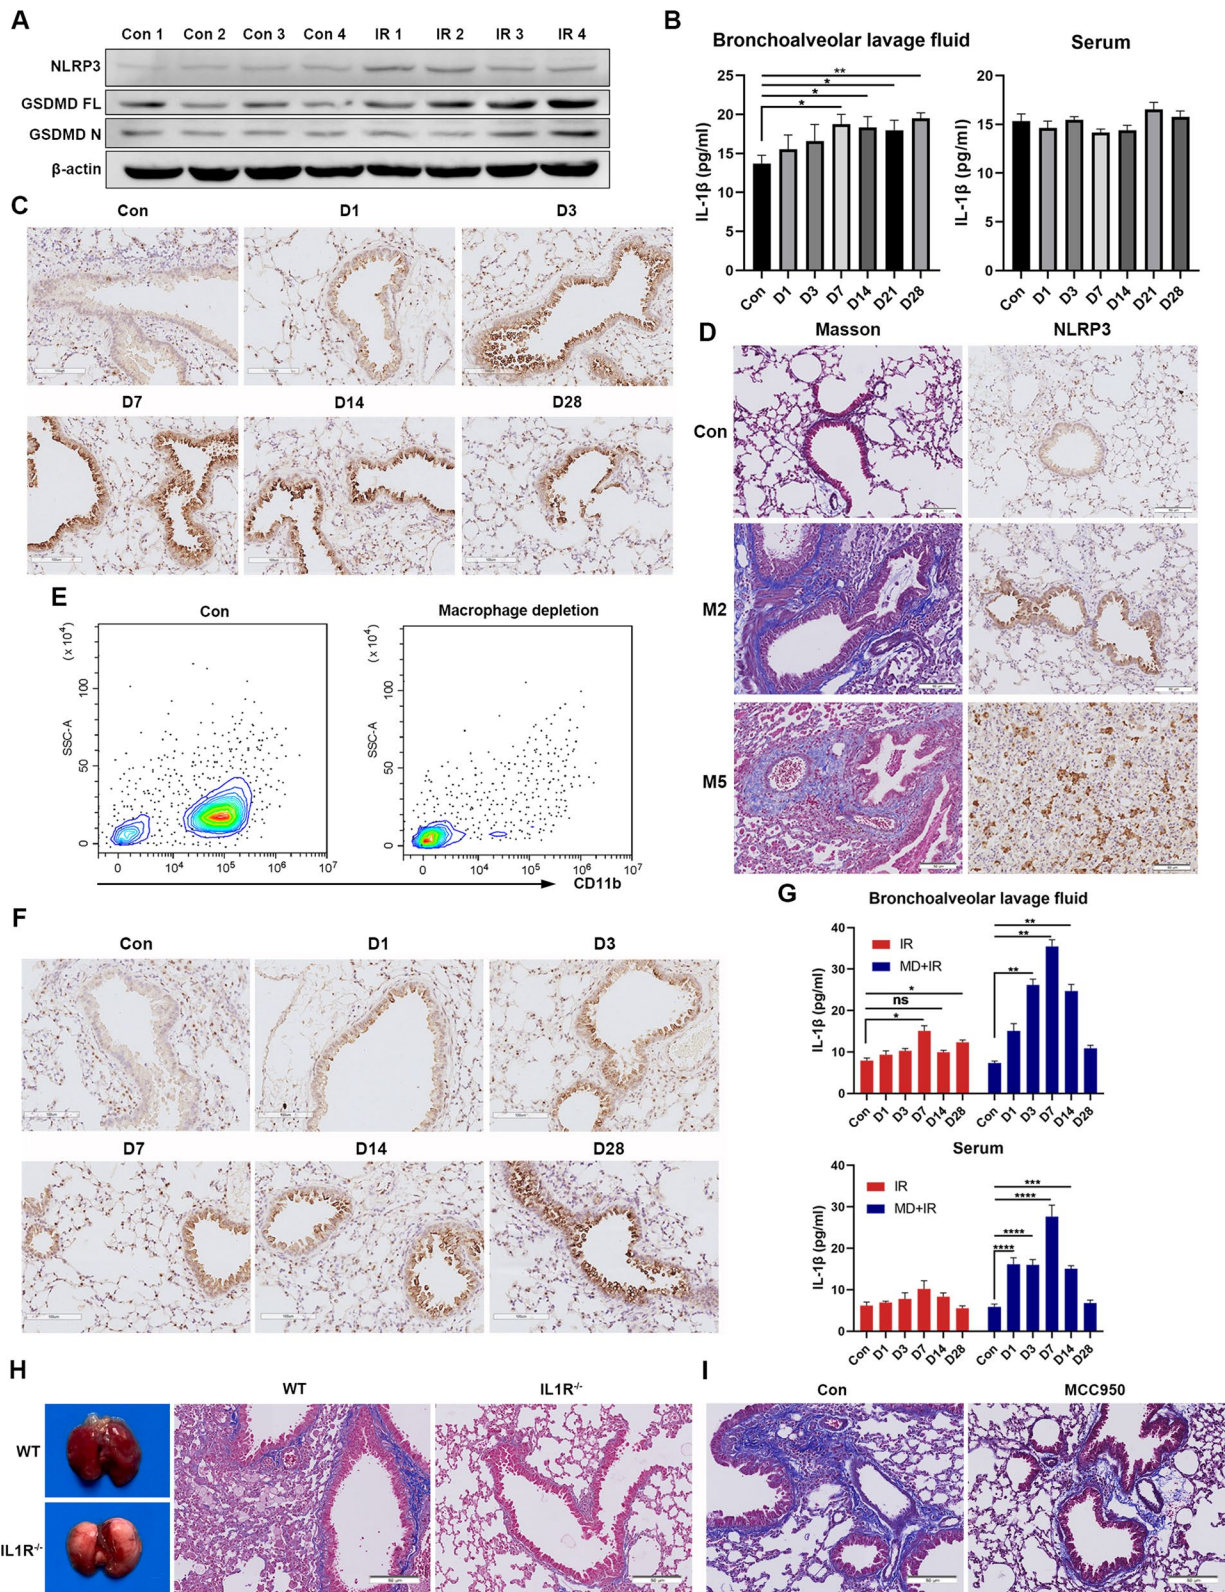 A
Con 1 Con 2 Con 3 Con 4 IR 1 IR 2 IR 3 IR 4
NLRP3
GSDMD FL
GSDMD N
β-actin
B
Bronchoalveolar lavage fluid
IL-1β (pg/ml)
25
20
15
10
5
0
** 
*
*
*
Con D1 D3 D7 D14 D21 D28
Serum
IL-1β (pg/ml)
20
15
10
5
0
Con D1 D3 D7 D14 D21 D28
C
Con D1 D3
D7 D14 D28
D
Masson NLRP3
Con
M2
M5
E
Con
(x 10⁴)
SSC-A
100
50
0
0 10⁴ 10⁵ 10⁶ 10⁷
Macrophage depletion
(x 10⁴)
SSC-A
100
50
0
0 10⁴ 10⁵ 10⁶ 10⁷
CD11b
F
Con D1 D3
D7 D14 D28
G
Bronchoalveolar lavage fluid
IL-1β (pg/ml)
40
30
20
10
0
IR
MD+IR
*
ns
*
**
**
**
Con D1 D3 D7 D14 D28 Con D1 D3 D7 D14 D28
Serum
IL-1β (pg/ml)
40
30
20
10
0
IR
MD+IR
***
****
****
****
Con D1 D3 D7 D14 D28 Con D1 D3 D7 D14 D28
H
WT IL1R⁻/⁻
WT
IL1R⁻/⁻
I
Con MCC950